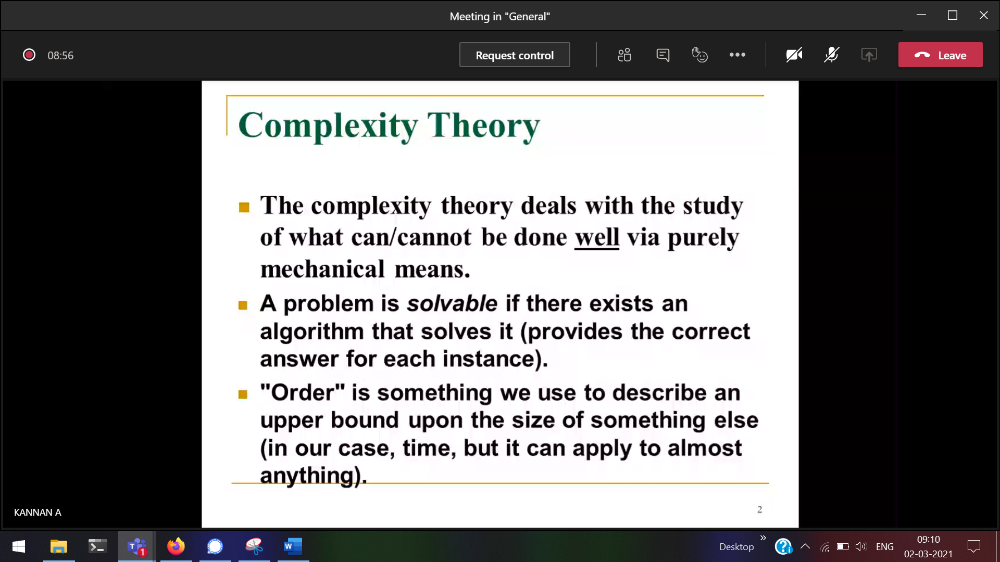 Meeting in "General"
08:56
Request control
Leave
Complexity Theory
The complexity theory deals with the study
of what can/cannot be done well via purely
mechanical means.
A problem is solvable if there exists an
algorithm that solves it (provides the correct
answer for each instance).
"Order" is something we use to describe an
upper bound upon the size of something else
(in our case, time, but it can apply to almost
anything).
2
KANNAN A
T
1
W
Desktop
ENG
09:10
02-03-2021